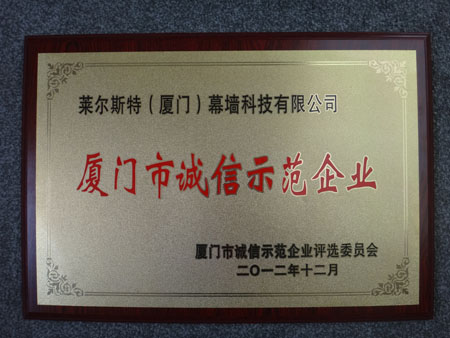 莱尔斯特（厦门）幕墙科技有限公司
厦门市诚信示范企业
厦门市诚信示范企业评选委员会
二〇一二年十二月